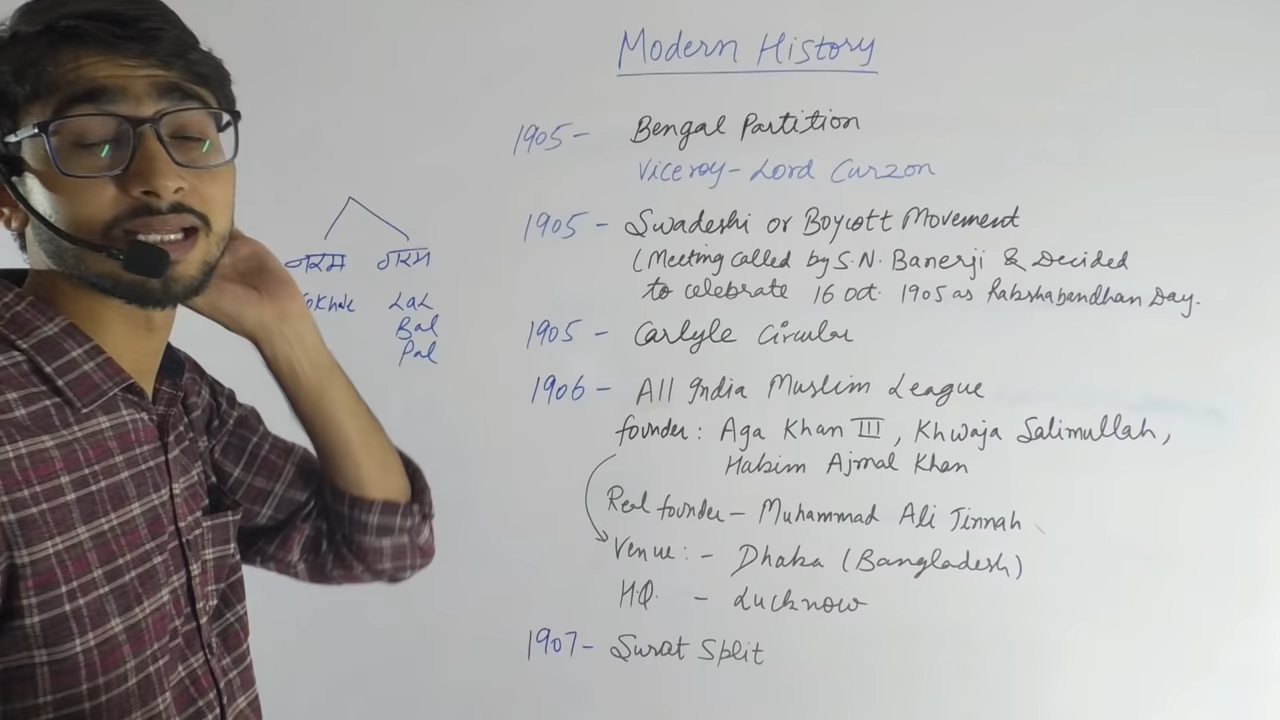 Modern History
1905- Bengal Partition
Viceroy- Lord Curzon
1905- Swadeshi or Boycott Movement
(Meeting called by S.N. Banerji & Decided
to celebrate 16 oct. 1905 as Rakshabandhan Day.
1905 - Carlyle Circular
1906 - All India Muslim League
founder: Aga Khan III, Khwaja Salimullah,
Hakim Ajmal Khan
Real founder - Muhammad Ali Jinnah
Venue: - Dhaka (Bangladesh)
H.Q. - Lucknow
1907- Surat Split
नरम गरम
okhale Lal
Bal
Pal